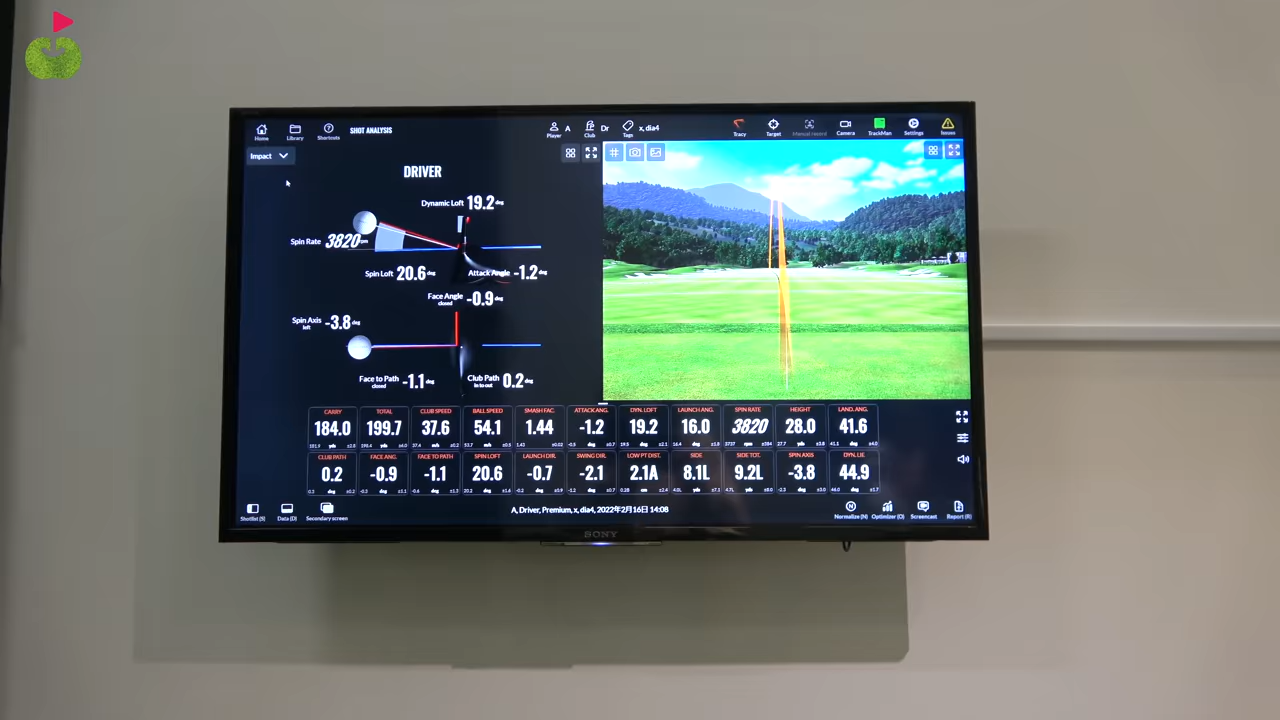 Home Library Shortcuts SHOT ANALYSIS Player A Club Dr Tags x, dia4 Tracy Target Manual record Camera TrackMan Settings Issues
Impact
DRIVER
Dynamic Loft 19.2 deg
Spin Rate 3820 rpm
Spin Loft 20.6 deg Attack Angle -1.2 deg
Face Angle closed -0.9 deg
Spin Axis left -3.8 deg
Face to Path closed -1.1 deg Club Path in to out 0.2 deg
CARRY TOTAL CLUB SPEED BALL SPEED SMASH FAC. ATTACK ANG. DYN. LOFT LAUNCH ANG. SPIN RATE HEIGHT LAND. ANG.
184.0 199.7 37.6 54.1 1.44 -1.2 19.2 16.0 3820 28.0 41.6
CLUB PATH FACE ANG. FACE TO PATH SPIN LOFT LAUNCH DIR. SWING DIR. LOW PT DIST. SIDE SIDE TOT. SPIN AXIS DYN. LIE
0.2 -0.9 -1.1 20.6 -0.7 -2.1 2.1A 8.1L 9.2L -3.8 44.9
Shotlist (S) Data (D) Secondary screen A, Driver, Premium, x, dia4, 2022年2月16日 14:08 Normalize (N) Optimizer (O) Screencast Report (R)
SONY